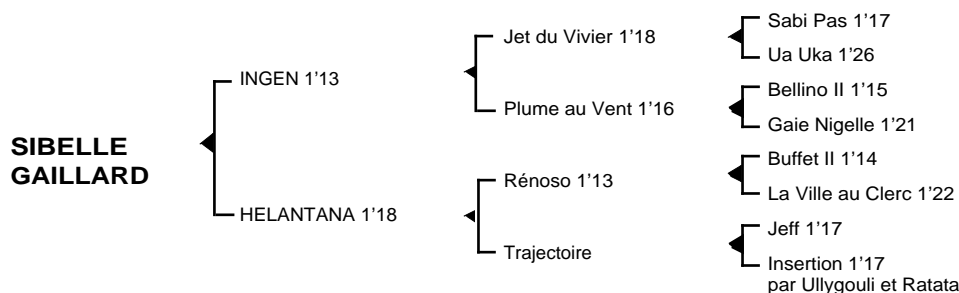 Sabi Pas 1’17
Jet du Vivier 1’18
Ua Uka 1’26
INGEN 1’13
Bellino II 1’15
Plume au Vent 1’16
Gaie Nigelle 1’21
SIBELLE
GAILLARD
Buffet II 1’14
Rénoso 1’13
La Ville au Clerc 1’22
HELANTANA 1’18
Jeff 1’17
Trajectoire
Insertion 1’17
par Ullygouli et Ratata